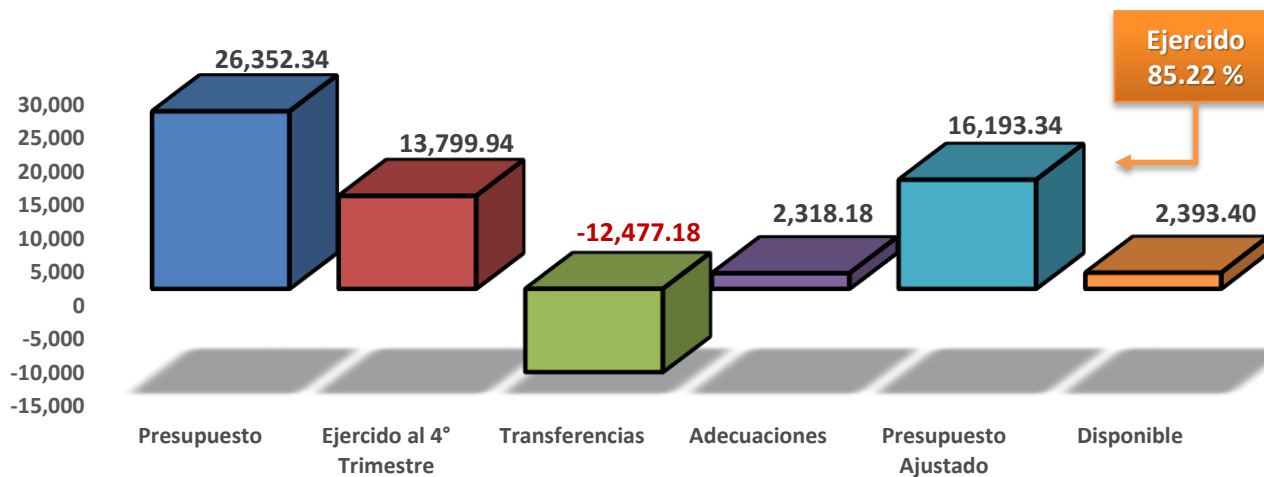 Ejercido
85.22 %
26,352.34
13,799.94
-12,477.18
2,318.18
16,193.34
2,393.40
30,000
25,000
20,000
15,000
10,000
5,000
0
-5,000
-10,000
-15,000
Presupuesto
Ejercido al 4°
Trimestre
Transferencias
Adecuaciones
Presupuesto
Ajustado
Disponible